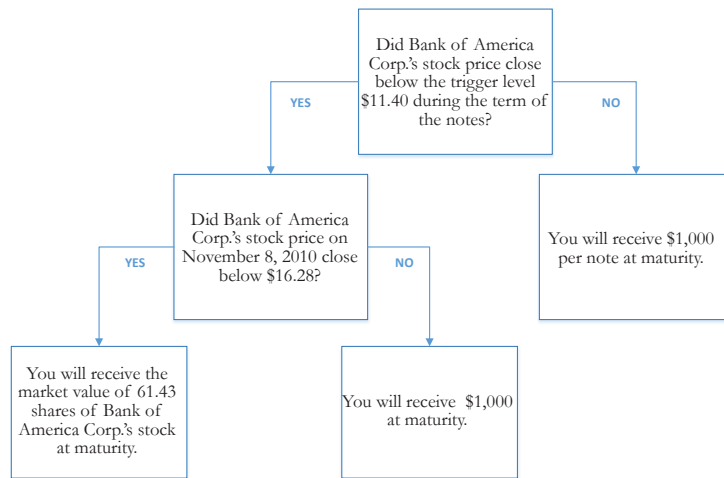 Did Bank of America
Corp.'s stock price close
below the trigger level
$11.40 during the term of
the notes?
YES
NO
Did Bank of America
Corp.'s stock price on
November 8, 2010 close
below $16.28?
You will receive $1,000
per note at maturity.
YES
NO
You will receive the
market value of 61.43
shares of Bank of
America Corp.'s stock
at maturity.
You will receive $1,000
at maturity.